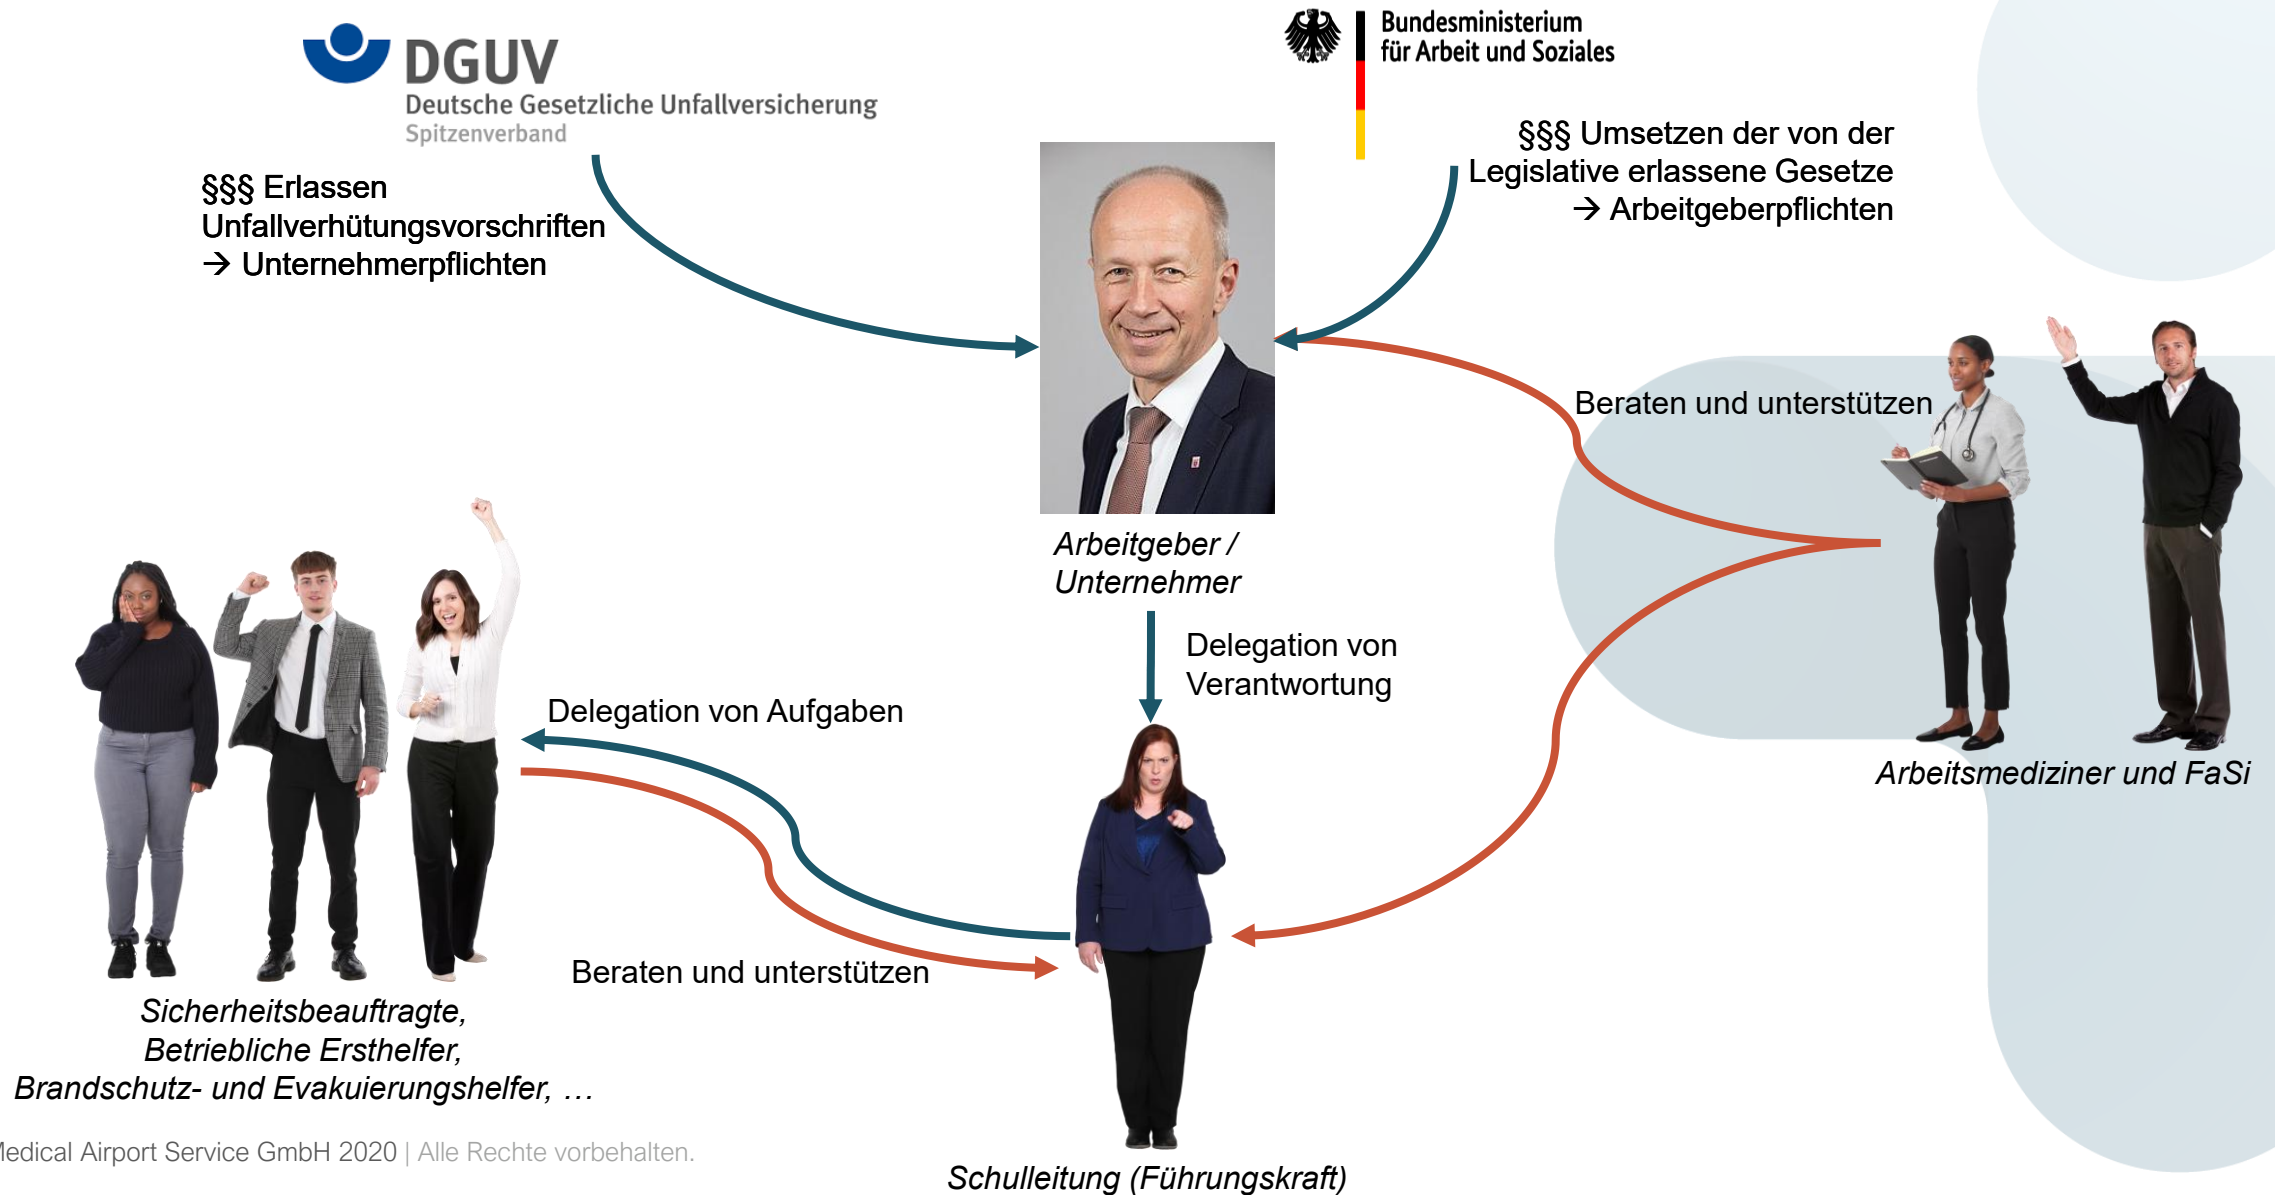 DGUV
Deutsche Gesetzliche Unfallversicherung
Spitzenverband
Bundesministerium
für Arbeit und Soziales
§§§ Erlassen
Unfallverhütungsvorschriften
→ Unternehmerpflichten
§§§ Umsetzen der von der
Legislative erlassene Gesetze
→ Arbeitgeberpflichten
Beraten und unterstützen
Arbeitgeber /
Unternehmer
Delegation von
Verantwortung
Delegation von Aufgaben
Arbeitsmediziner und FaSi
Beraten und unterstützen
Sicherheitsbeauftragte,
Betriebliche Ersthelfer,
Brandschutz- und Evakuierungshelfer, …
Medical Airport Service GmbH 2020 | Alle Rechte vorbehalten.
Schulleitung (Führungskraft)